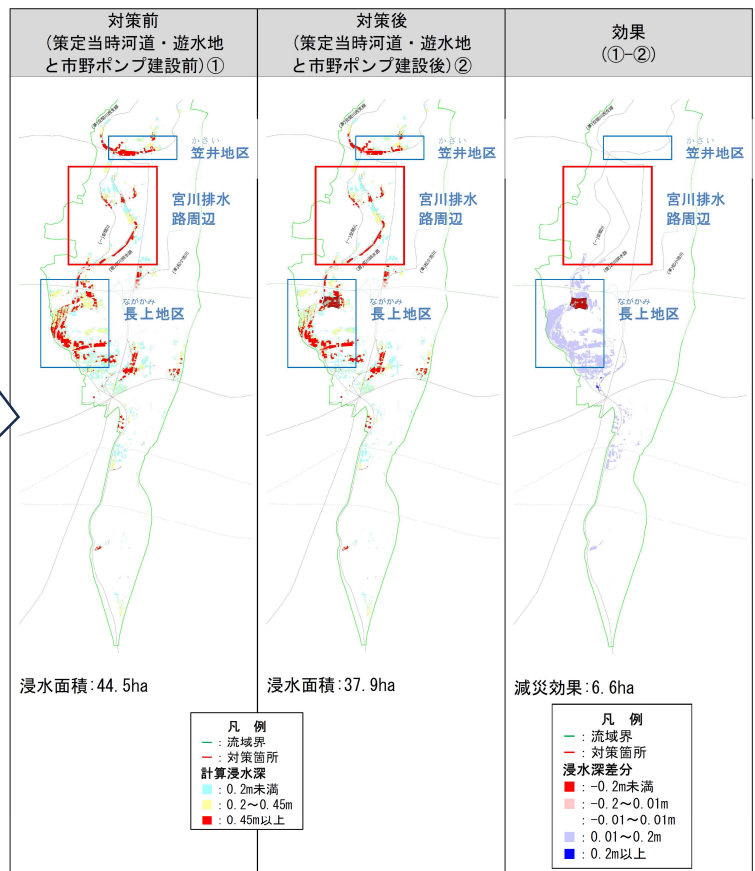 対策前
(策定当時河道・遊水地
と市野ポンプ建設前)①
対策後
(策定当時河道・遊水地
と市野ポンプ建設後)②
効果
(①-②)
かさい
笠井地区
宮川排水
路周辺
ながかみ
長上地区
浸水面積:44.5ha
かさい
笠井地区
宮川排水
路周辺
ながかみ
長上地区
浸水面積:37.9ha
かさい
笠井地区
宮川排水
路周辺
ながかみ
長上地区
減災効果:6.6ha
凡 例
:流域界
:対策箇所
計算浸水深
:0.2m未満
:0.2～0.45m
:0.45m以上
凡 例
:流域界
:対策箇所
浸水深差分
:-0.2m未満
:-0.2～0.01m
:-0.01～0.01m
:0.01～0.2m
:0.2m以上